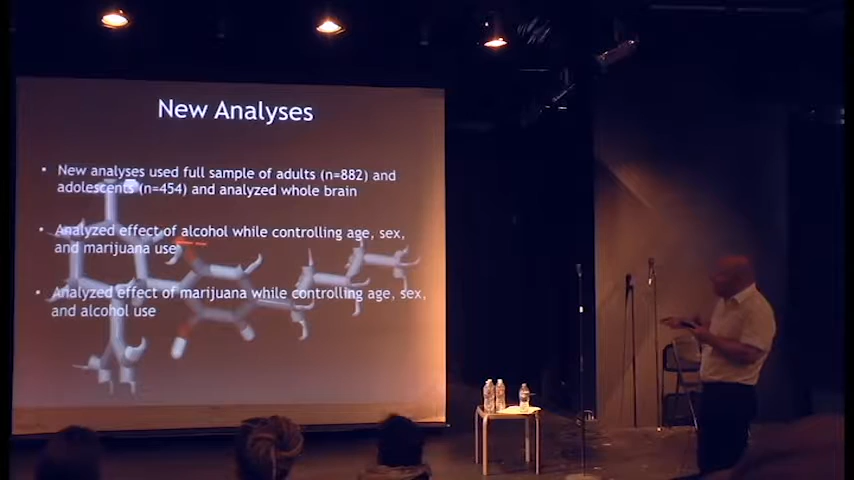 New Analyses
• New analyses used full sample of adults (n=882) and
adolescents (n=454) and analyzed whole brain
• Analyzed effect of alcohol while controlling age, sex,
and marijuana use
• Analyzed effect of marijuana while controlling age, sex,
and alcohol use